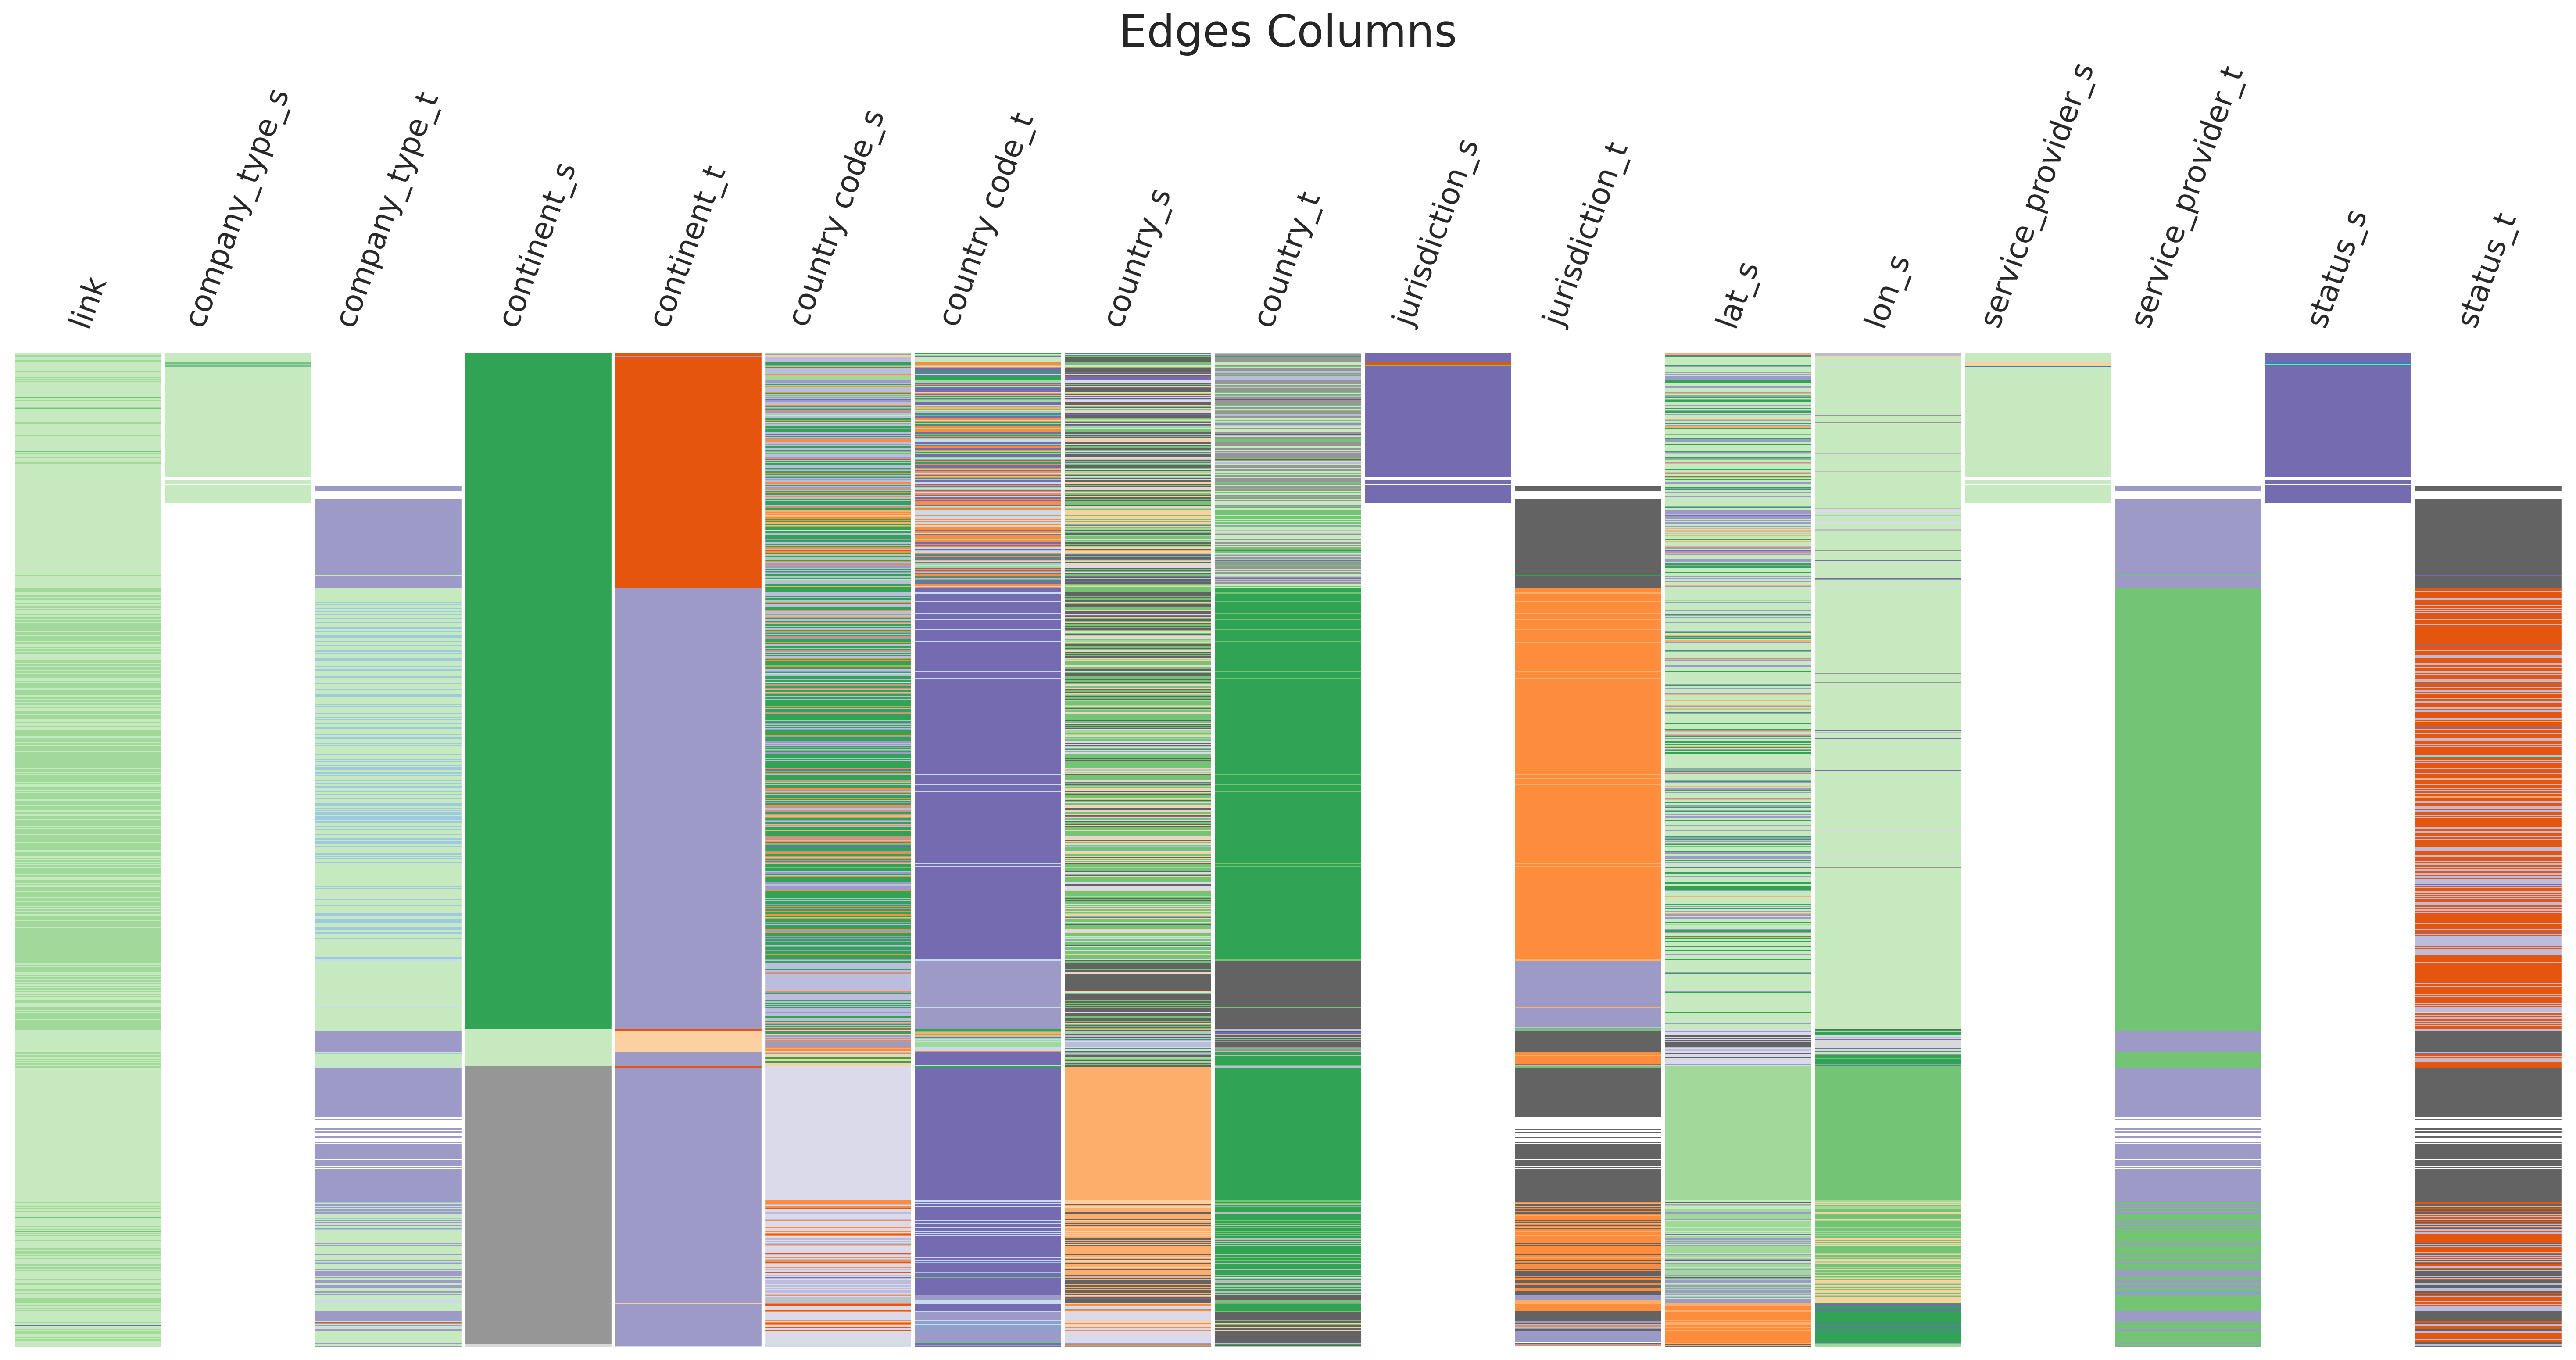 Edges Columns
link
company_type_s
company_type_t
continent_s
continent_t
country code_s
country code_t
country_s
country_t
jurisdiction_s
jurisdiction_t
lat_s
lon_s
service_provider_s
service_provider_t
status_s
status_t